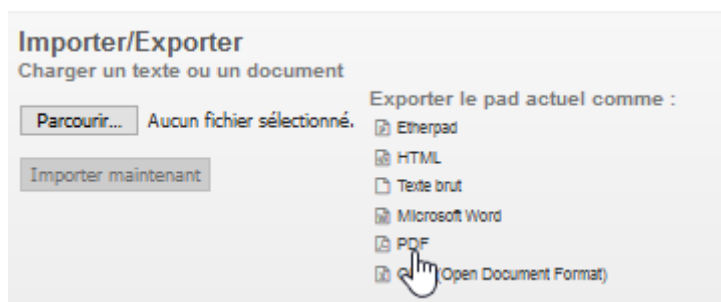 Importer/Exporter
Charger un texte ou un document
Parcourir... Aucun fichier sélectionné.
Importer maintenant
Exporter le pad actuel comme :
Etherpad
HTML
Texte brut
Microsoft Word
PDF
(Open Document Format)